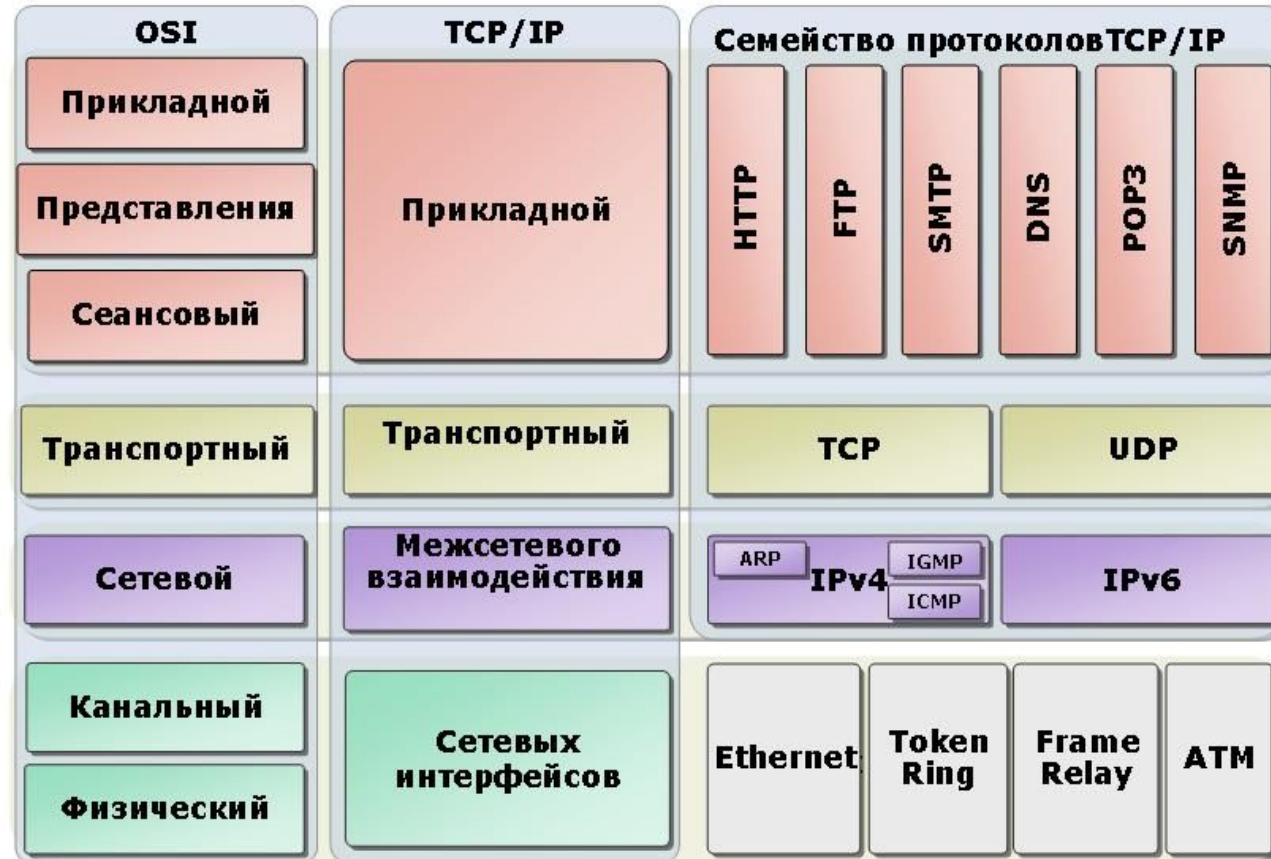 OSI
Прикладной
Представления
Сеансовый
Транспортный
Сетевой
Канальный
Физический
TCP/IP
Прикладной
Транспортный
Межсетевого
взаимодействия
Сетевых
интерфейсов
Семейство протоколовTCP/IP
HTTP
FTP
SMTP
DNS
POP3
SNMP
TCP
UDP
ARP
IPv4
IGMP
ICMP
IPv6
Ethernet
Token
Ring
Frame
Relay
ATM